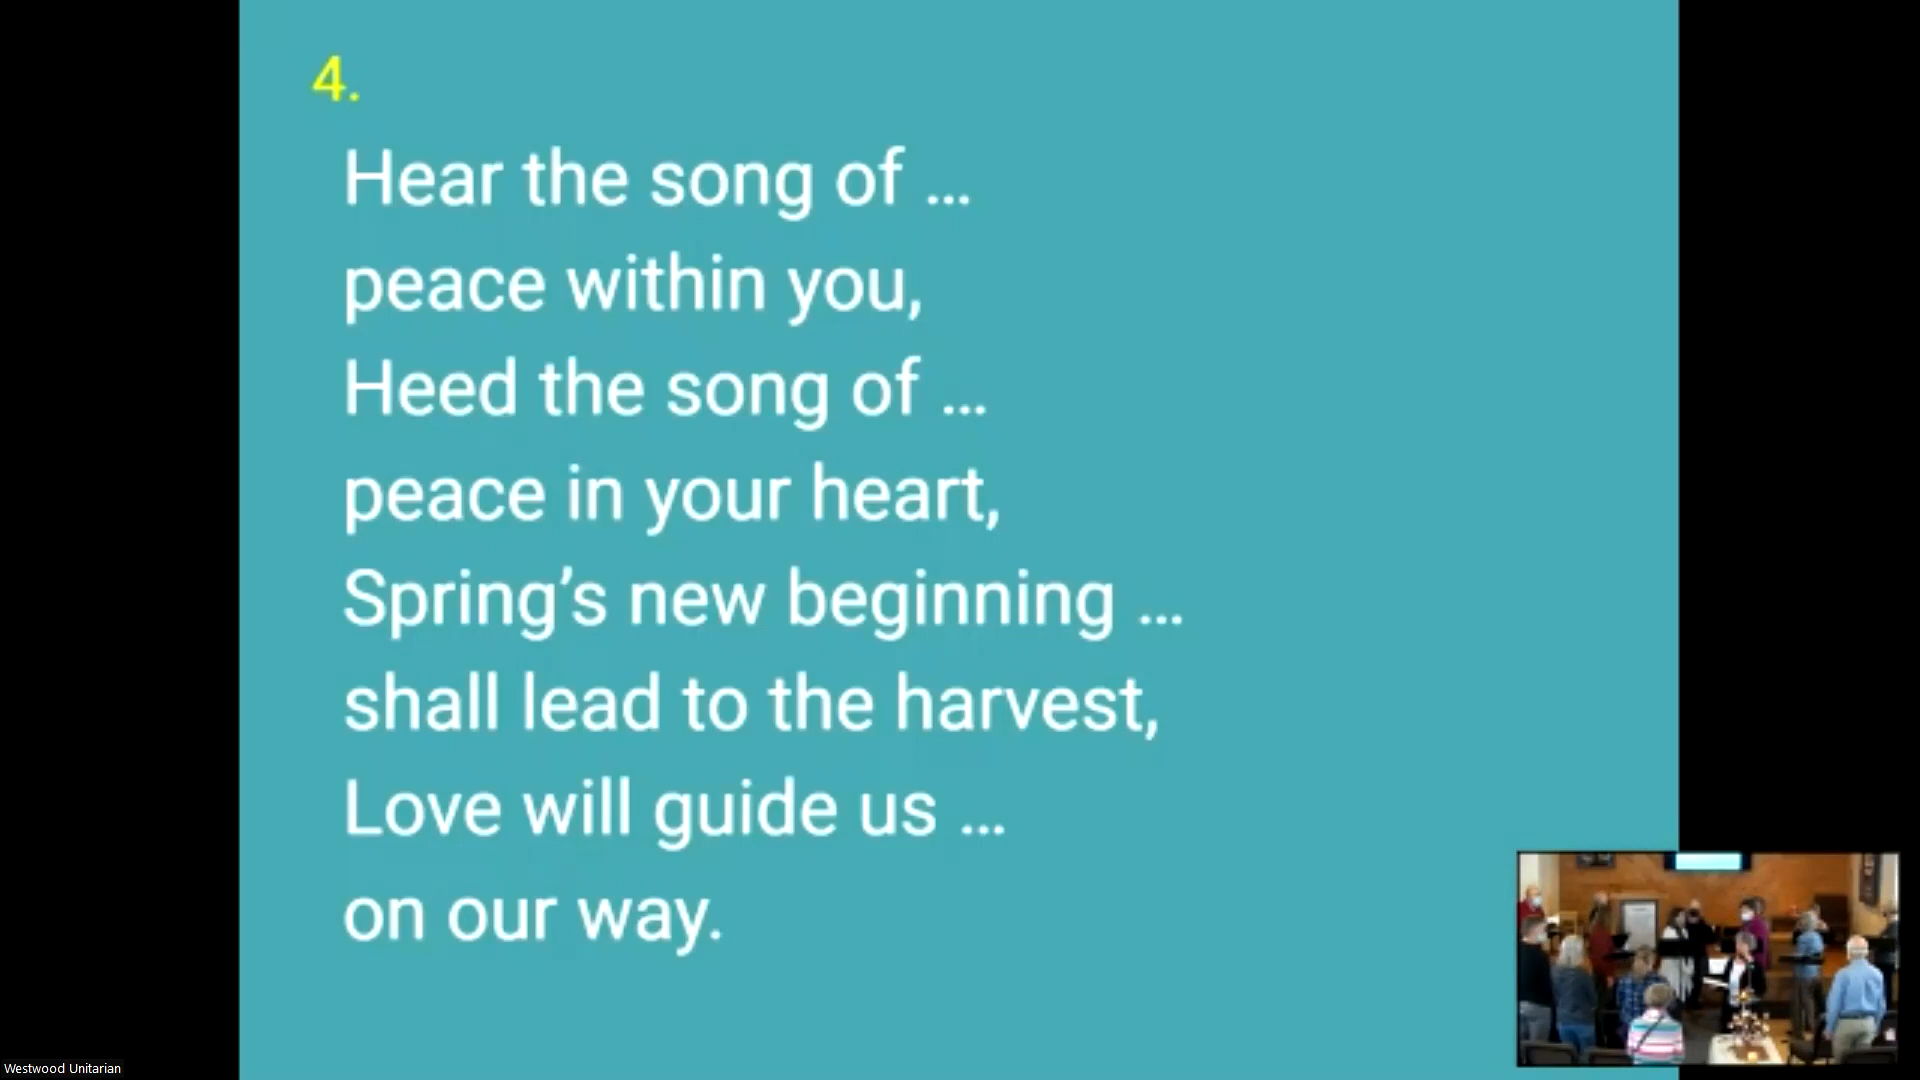 4.
Hear the song of …
peace within you,
Heed the song of …
peace in your heart,
Spring’s new beginning …
shall lead to the harvest,
Love will guide us …
on our way.
Westwood Unitarian